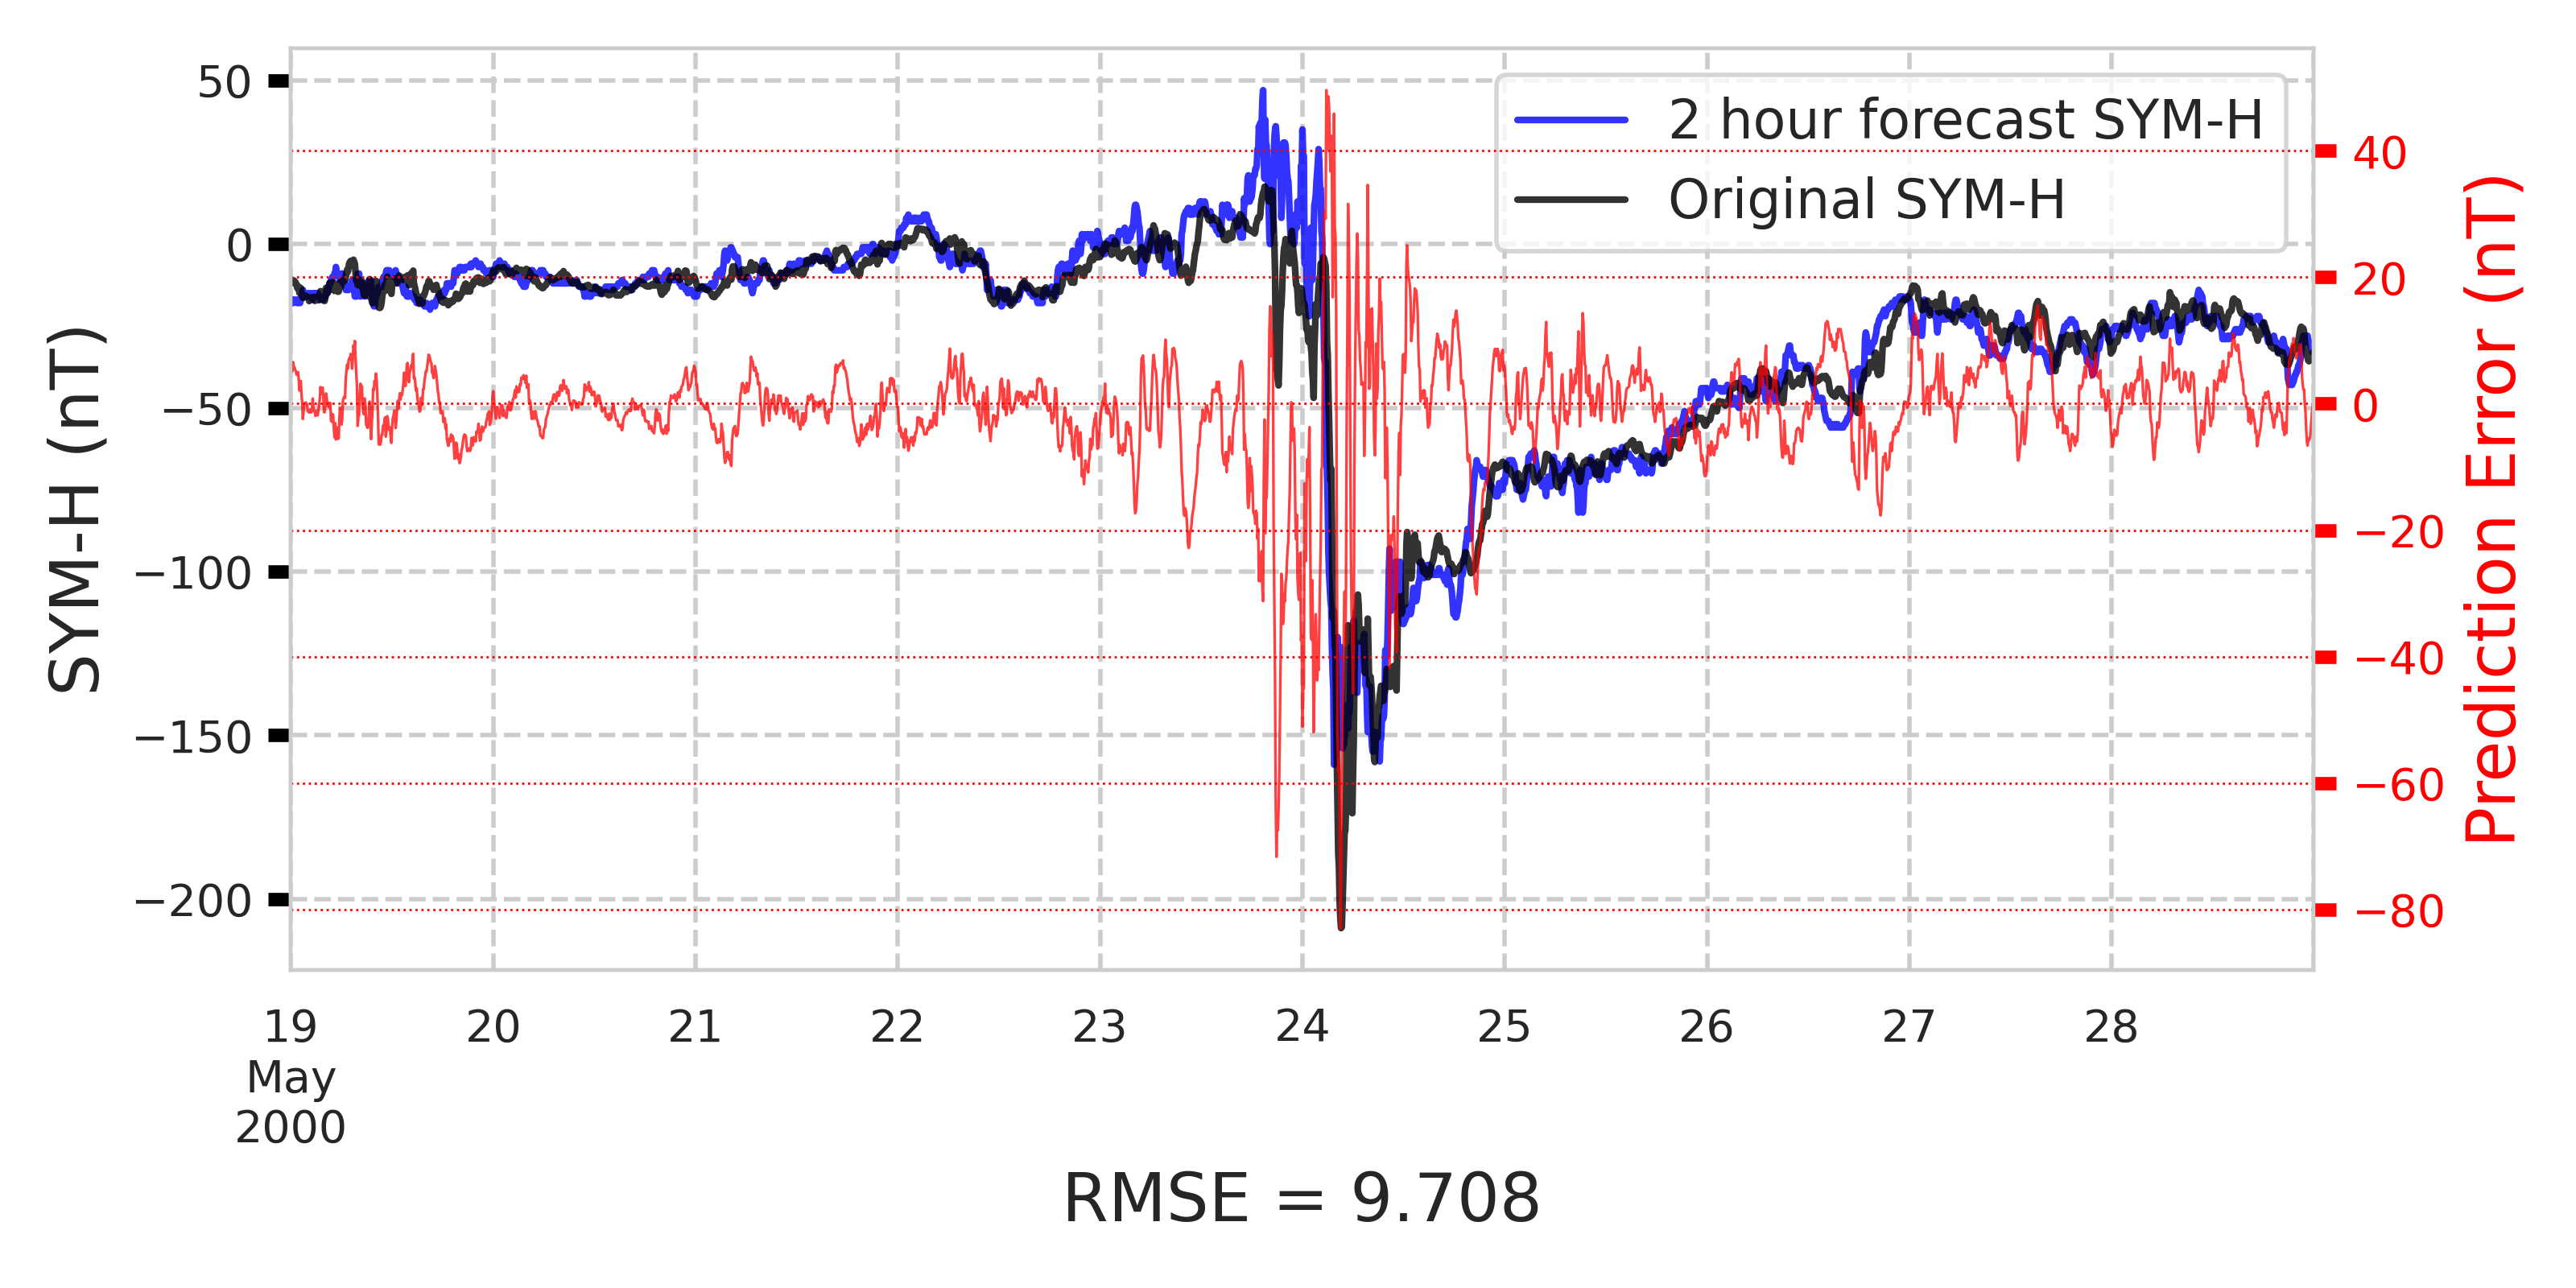 50
0
−50
−100
−150
−200
SYM-H (nT)
2 hour forecast SYM-H
Original SYM-H
40
20
0
−20
−40
−60
−80
Prediction Error (nT)
19 20 21 22 23 24 25 26 27 28
May
2000
RMSE = 9.708